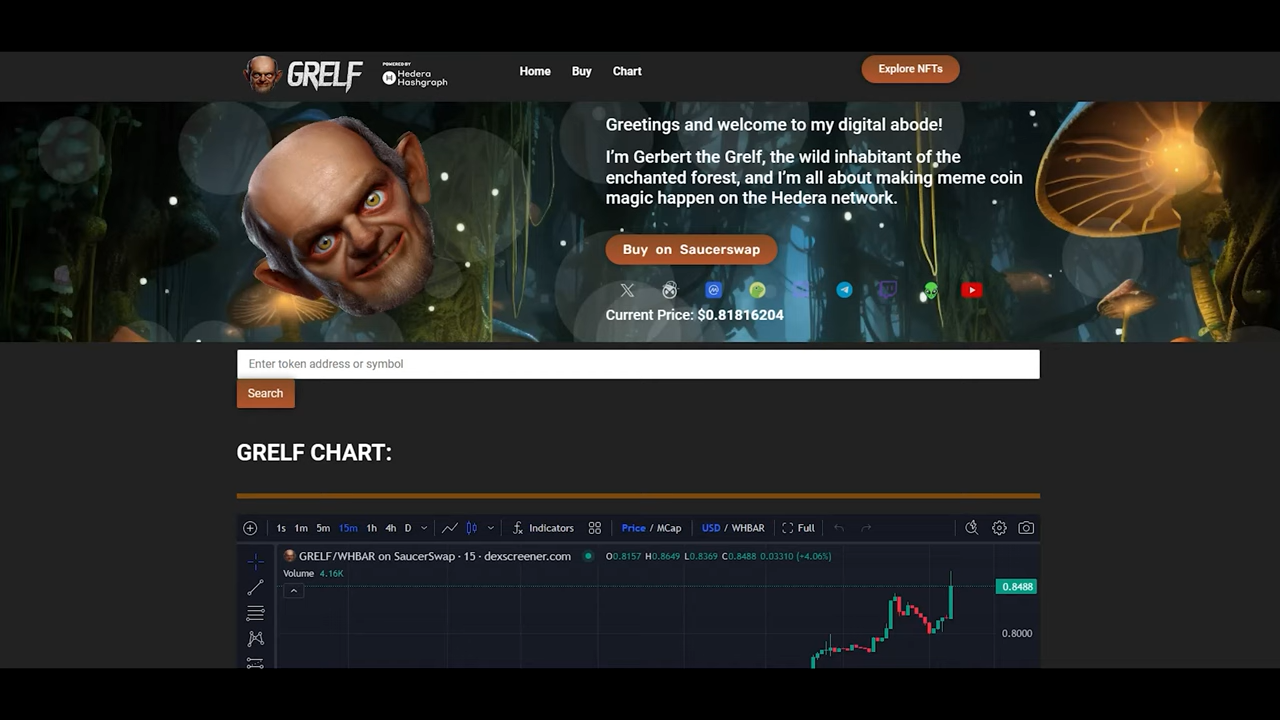 GRELF
POWERED BY
Hedera
Hashgraph
Home Buy Chart
Explore NFTs
Greetings and welcome to my digital abode!
I'm Gerbert the Grelf, the wild inhabitant of the
enchanted forest, and I'm all about making meme coin
magic happen on the Hedera network.
Buy on Saucerswap
Current Price: $0.81816204
Enter token address or symbol
Search
GRELF CHART:
1s 1m 5m 15m 1h 4h D Indicators Price / MCap USD / WHBAR Full
GRELF/WHBAR on SaucerSwap · 15 · dexscreener.com O0.8157 H0.8649 L0.8369 C0.8488 0.03310 (+4.06%)
Volume 4.16K
0.8488
0.8000